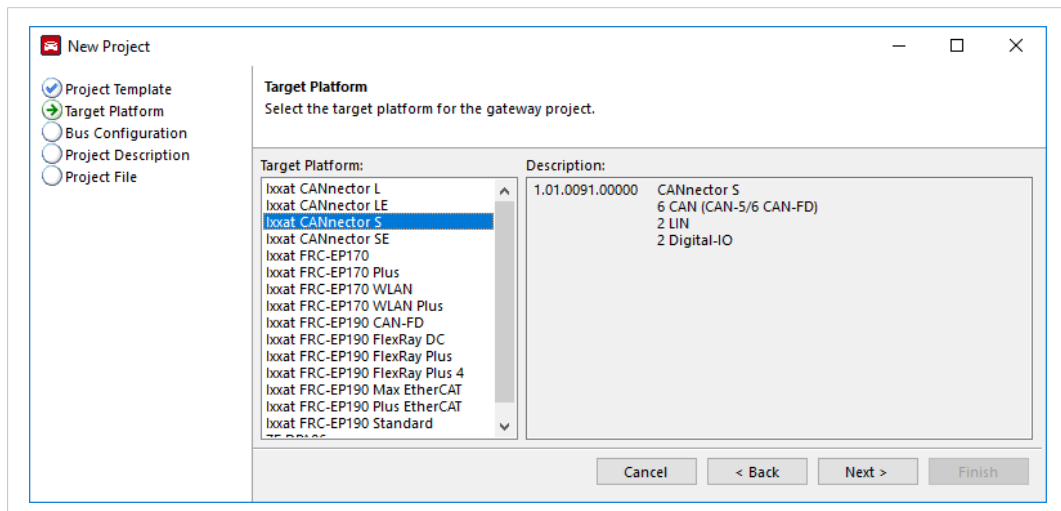 New Project
Project Template
Target Platform
Bus Configuration
Project Description
Project File
Target Platform
Select the target platform for the gateway project.
Target Platform:
Ixxat CANnector L
Ixxat CANnector LE
Ixxat CANnector S
Ixxat CANnector SE
Ixxat FRC-EP170
Ixxat FRC-EP170 Plus
Ixxat FRC-EP170 WLAN
Ixxat FRC-EP170 WLAN Plus
Ixxat FRC-EP190 CAN-FD
Ixxat FRC-EP190 FlexRay DC
Ixxat FRC-EP190 FlexRay Plus
Ixxat FRC-EP190 FlexRay Plus 4
Ixxat FRC-EP190 Max EtherCAT
Ixxat FRC-EP190 Plus EtherCAT
Ixxat FRC-EP190 Standard
Description:
1.01.0091.00000 CANnector S
6 CAN (CAN-5/6 CAN-FD)
2 LIN
2 Digital-IO
Cancel
< Back
Next >
Finish